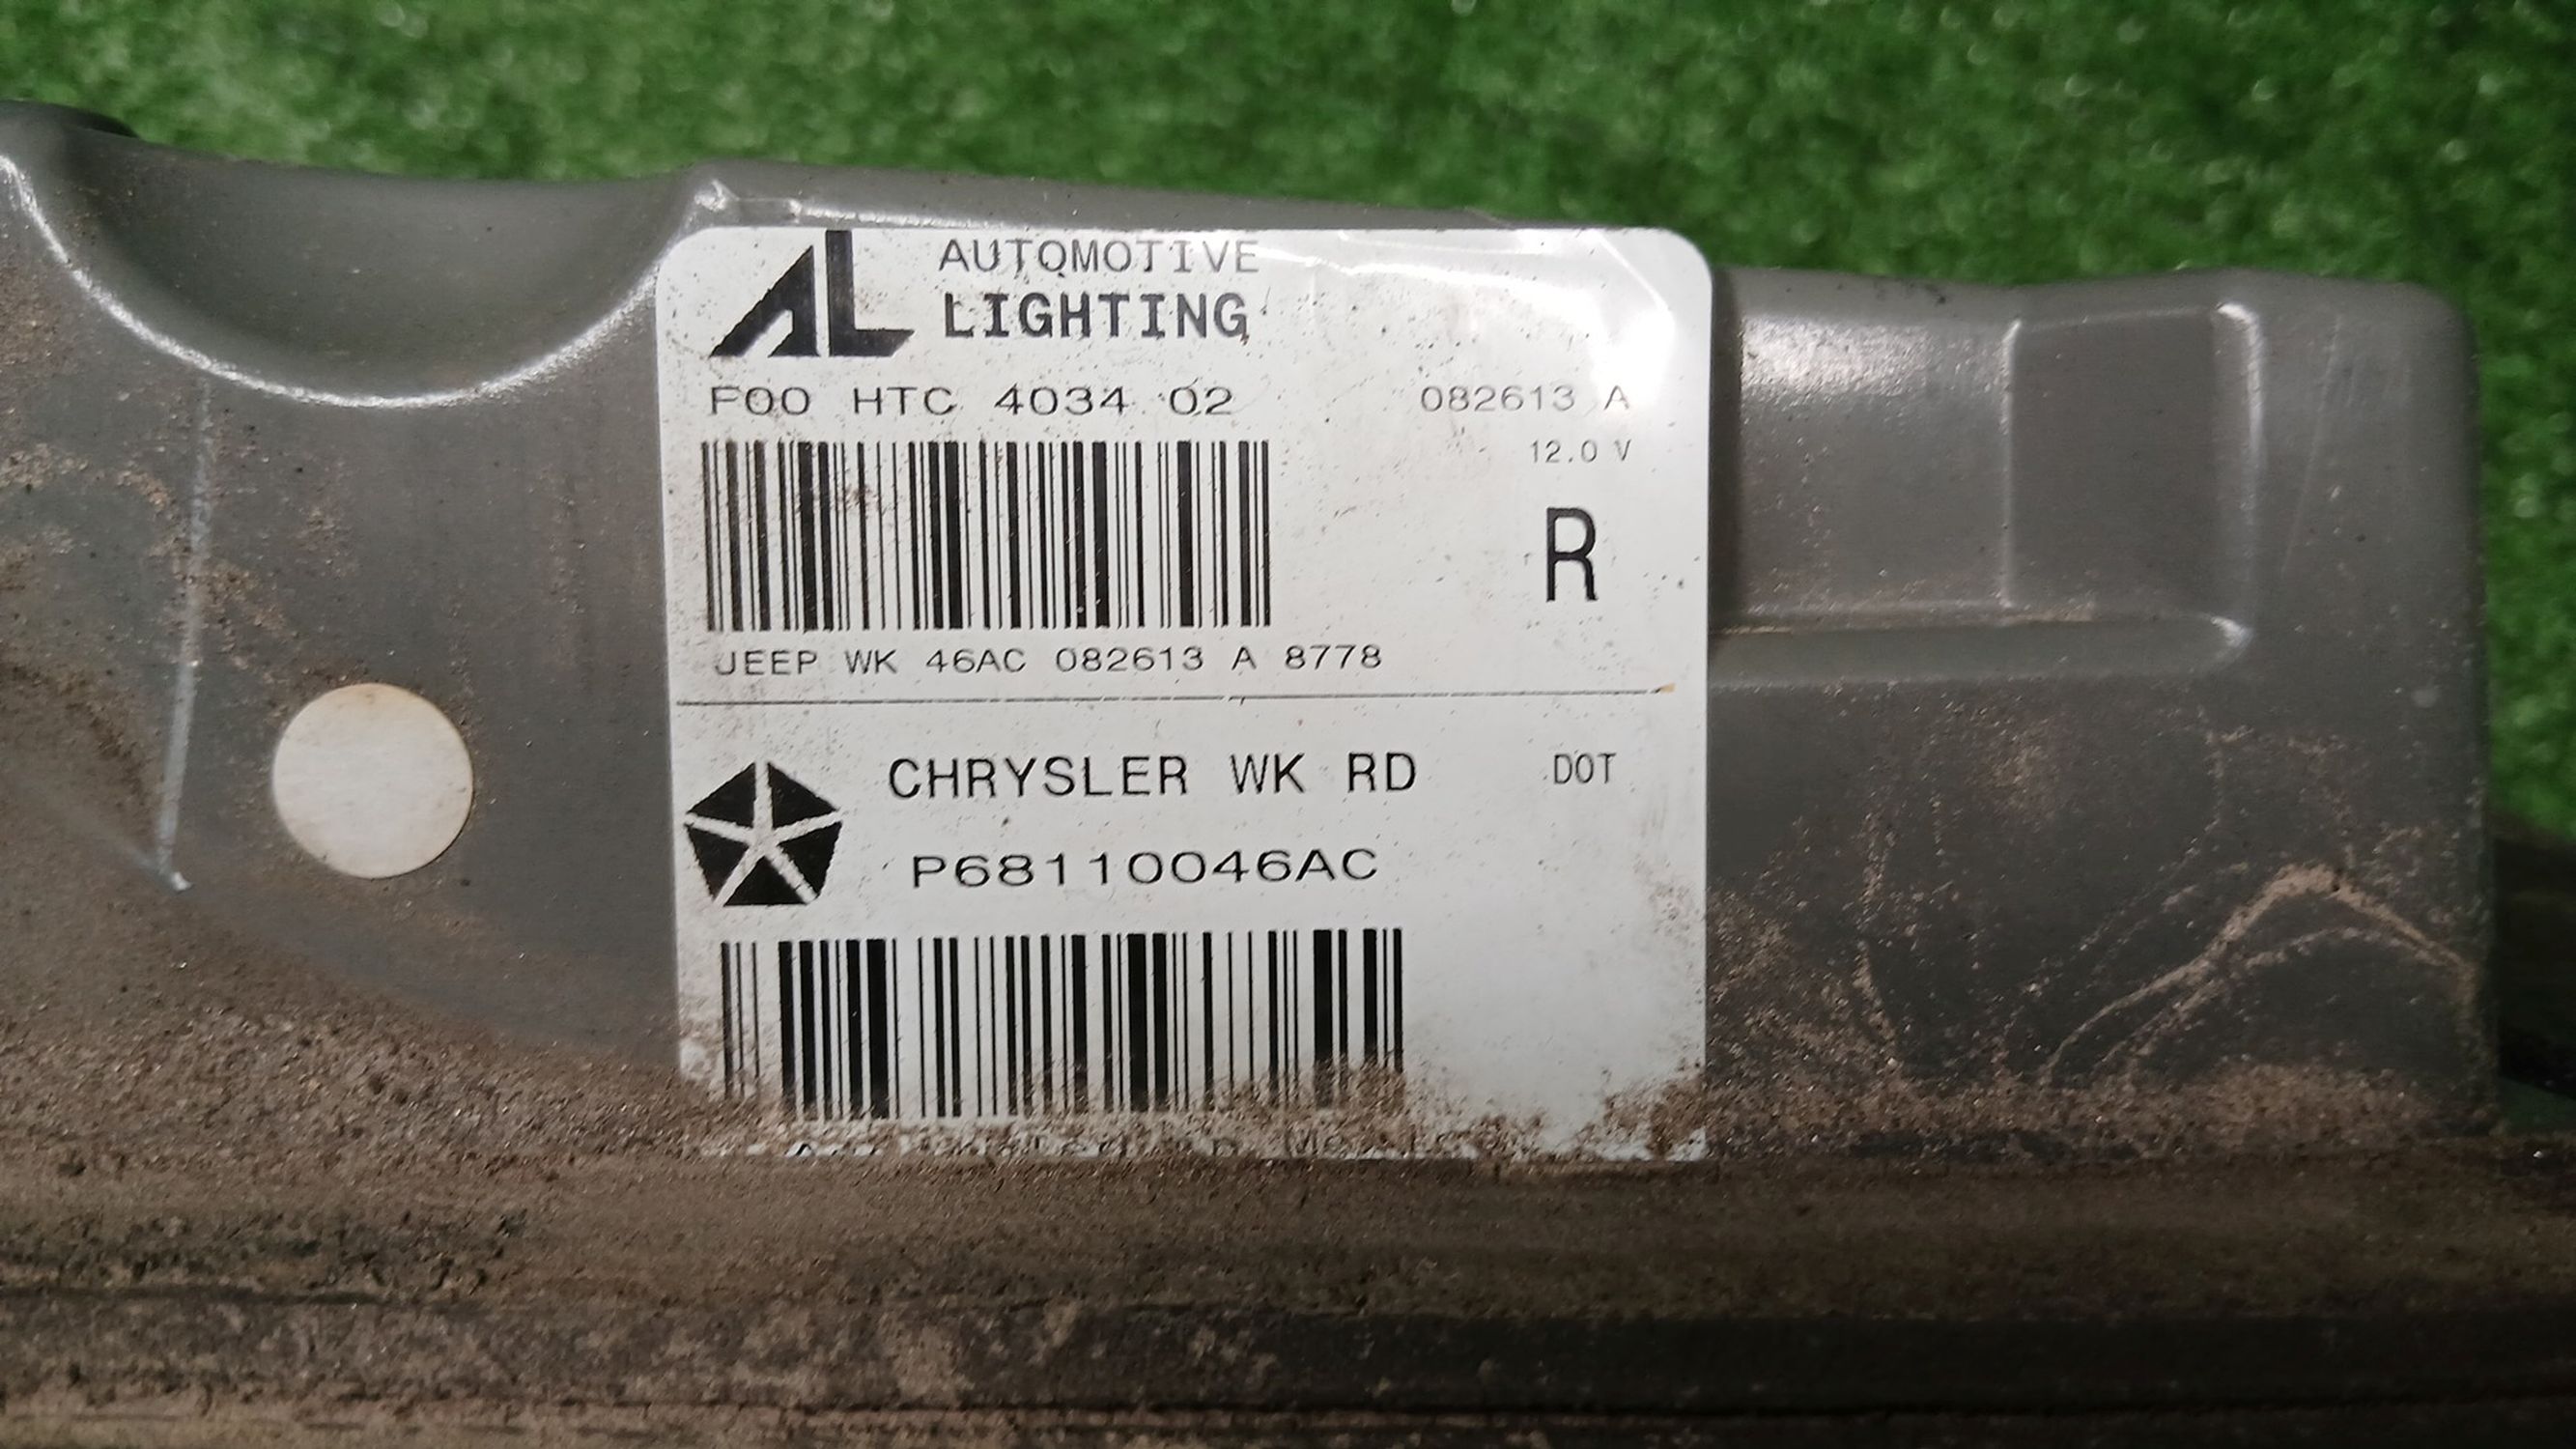 AL AUTOMOTIVE
LIGHTING
F00 HTC 4034 02 082613 A
12.0 V
R
JEEP WK 46AC 082613 A 8778
CHRYSLER WK RD DOT
P68110046AC